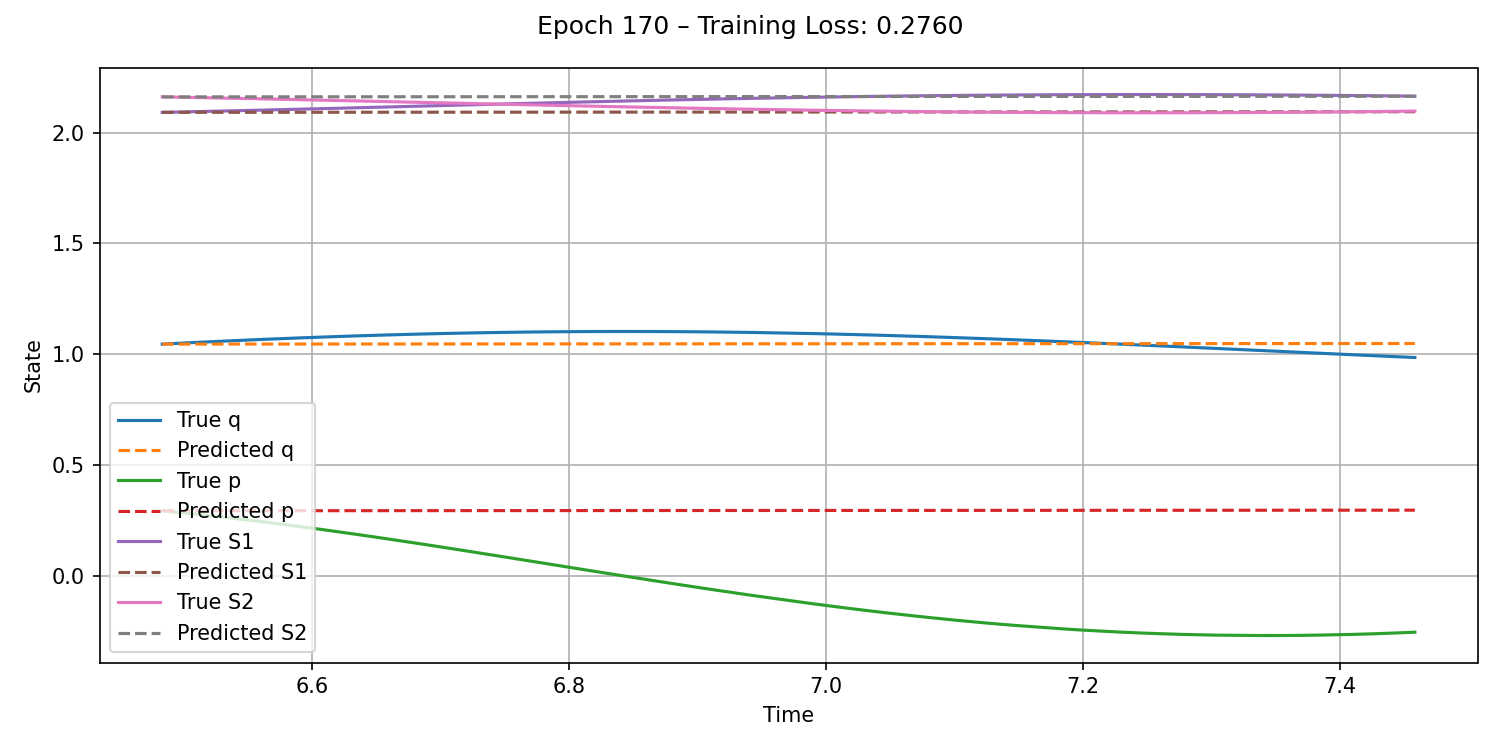 Epoch 170 – Training Loss: 0.2760
State
2.0
1.5
1.0
0.5
0.0
True q
Predicted q
True p
Predicted p
True S1
Predicted S1
True S2
Predicted S2
6.6 6.8 7.0 7.2 7.4
Time